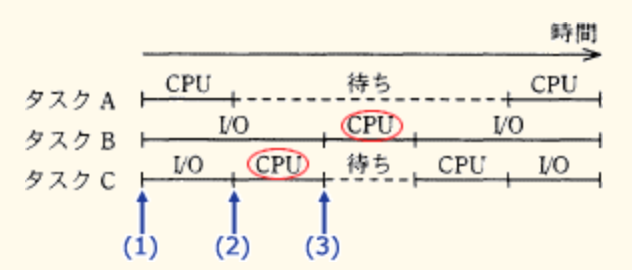 時間
タスク A CPU 待ち CPU
タスク B I/O CPU I/O
タスク C I/O CPU 待ち CPU I/O
(1) (2) (3)